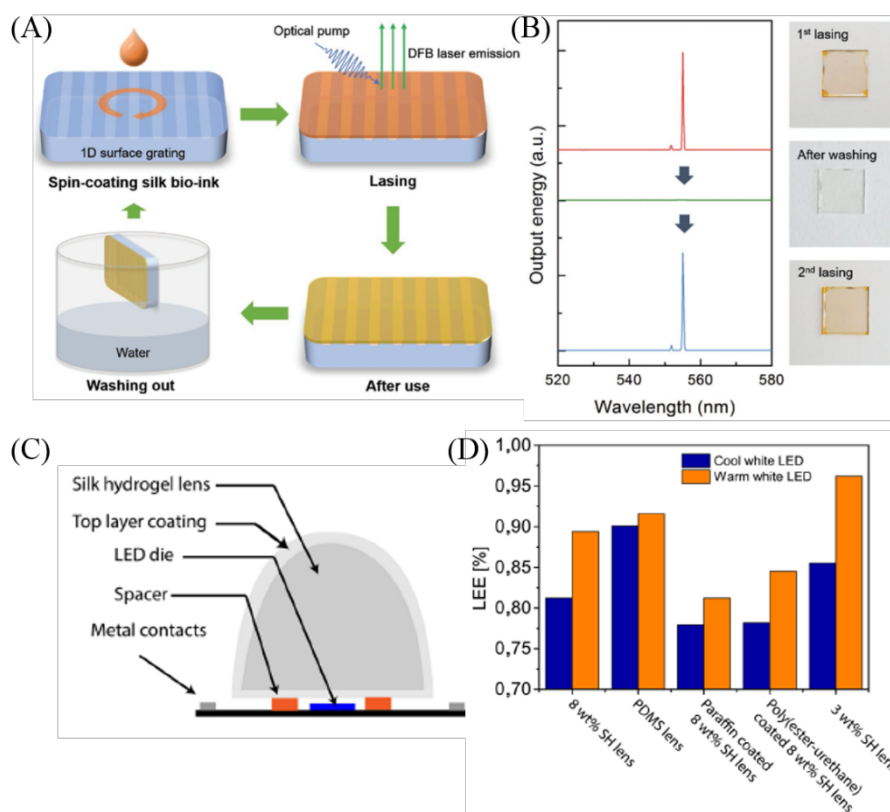 (A)
Optical pump
DFB laser emission
1D surface grating
Spin-coating silk bio-ink
Lasing
Water
Washing out
After use
(B)
Output energy (a.u.)
520 540 560 580
Wavelength (nm)
1st lasing
After washing
2nd lasing
(C)
Silk hydrogel lens
Top layer coating
LED die
Spacer
Metal contacts
(D)
Cool white LED
Warm white LED
LEE [%]
1,00
0,95
0,90
0,85
0,80
0,75
0,70
8 wt% SH lens
PDMS lens
Paraffin coated
8 wt% SH lens
Poly(ester-urethane)
coated 8 wt% SH lens
3 wt% SH lens